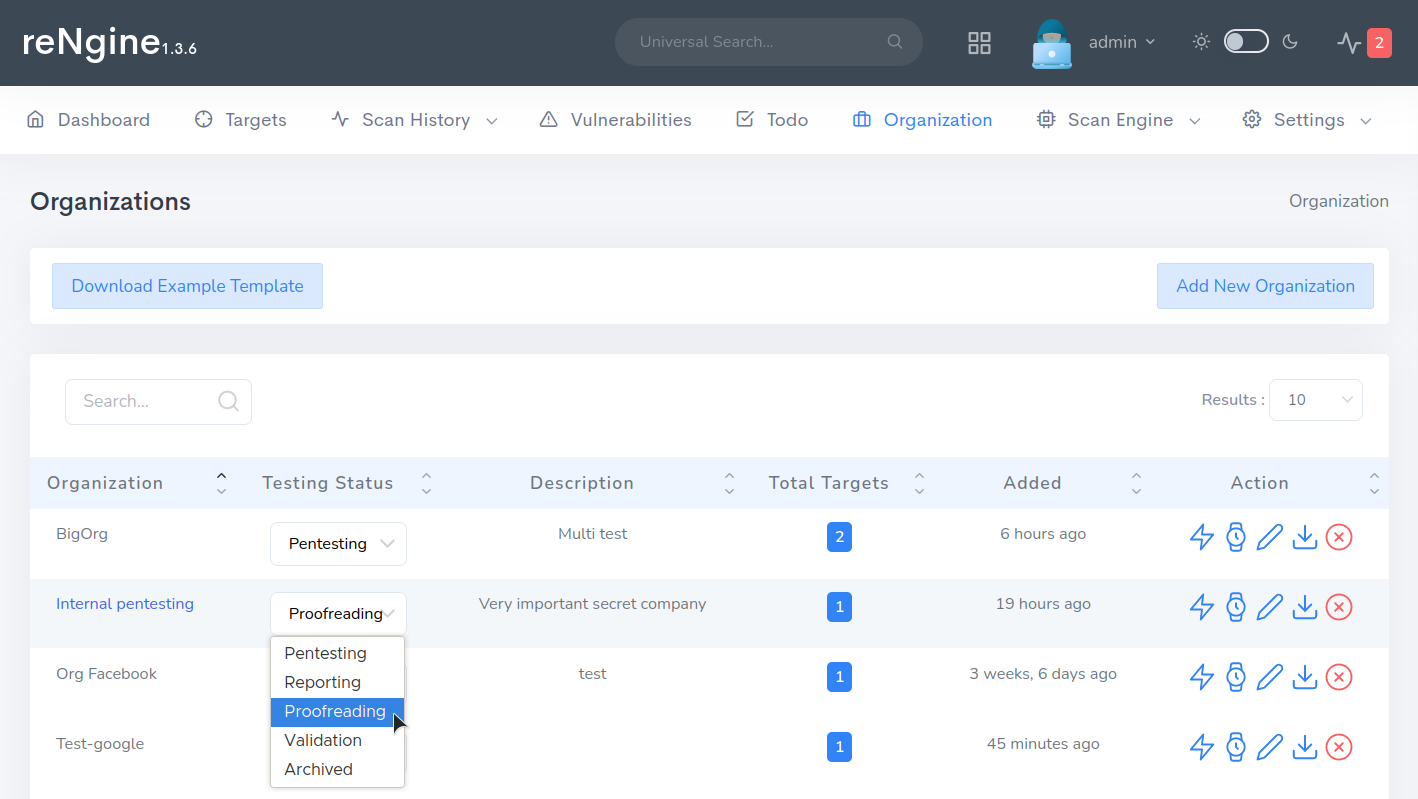 reNgine1.3.6
Universal Search...
admin
2
Dashboard
Targets
Scan History
Vulnerabilities
Todo
Organization
Scan Engine
Settings
Organizations
Organization
Download Example Template
Add New Organization
Search...
Results :
10
Organization
Testing Status
Description
Total Targets
Added
Action
BigOrg
Pentesting
Multi test
2
6 hours ago
Internal pentesting
Proofreading
Very important secret company
1
19 hours ago
Pentesting
Reporting
Proofreading
Validation
Archived
Org Facebook
test
1
3 weeks, 6 days ago
Test-google
1
45 minutes ago